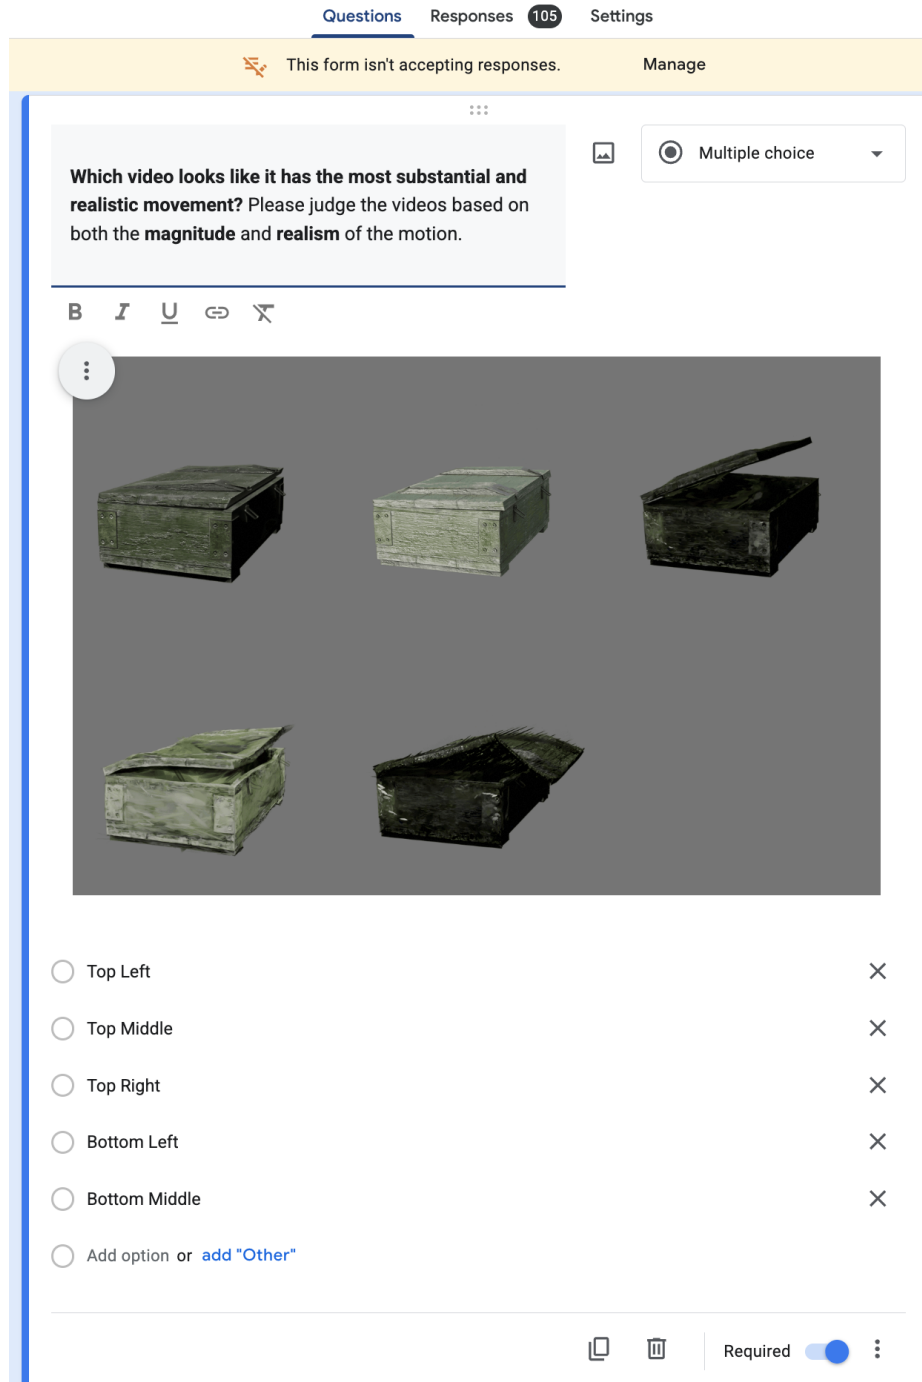 Questions Responses 105 Settings
This form isn't accepting responses. Manage
Which video looks like it has the most substantial and
realistic movement? Please judge the videos based on
both the magnitude and realism of the motion.
Multiple choice
B I U
Top Left
Top Middle
Top Right
Bottom Left
Bottom Middle
Add option or add "Other"
Required